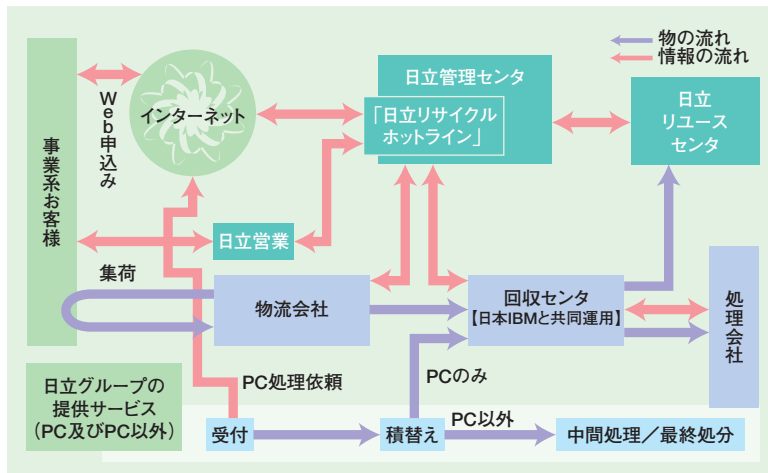 物の流れ
情報の流れ
事業系お客様
Web申込み
インターネット
日立管理センタ
「日立リサイクル
ホットライン」
日立
リユース
センタ
日立営業
集荷
物流会社
回収センタ
【日本IBMと共同運用】
処理会社
日立グループの
提供サービス
（PC及びPC以外）
PC処理依頼
PCのみ
受付
積替え
PC以外
中間処理／最終処分